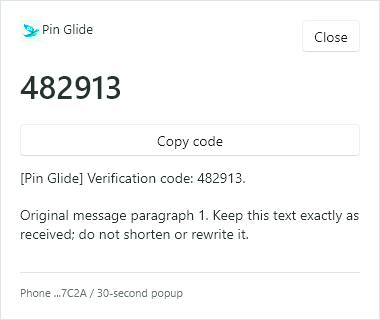 Pin Glide
Close
482913
Copy code
[Pin Glide] Verification code: 482913.
Original message paragraph 1. Keep this text exactly as
received; do not shorten or rewrite it.
Phone ...7C2A / 30-second popup